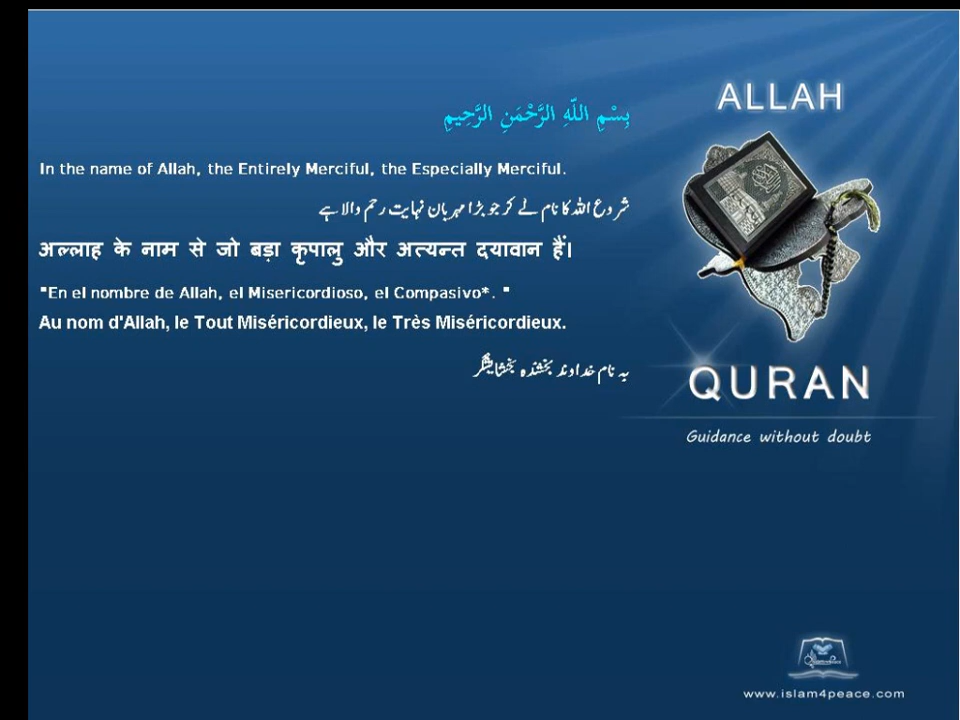 بِسْمِ اللَّهِ الرَّحْمَنِ الرَّحِيمِ
In the name of Allah, the Entirely Merciful, the Especially Merciful.
شروع الله کا نام لے کر جو بڑا مہربان نہایت رحم والا ہے
अल्लाह के नाम से जो बड़ा कृपालु और अत्यन्त दयावान हैं।
"En el nombre de Allah, el Misericordioso, el Compasivo*. "
Au nom d'Allah, le Tout Miséricordieux, le Très Miséricordieux.
به نام خداوند بخشنده بخشایشگر
ALLAH
QURAN
Guidance without doubt
www.islam4peace.com